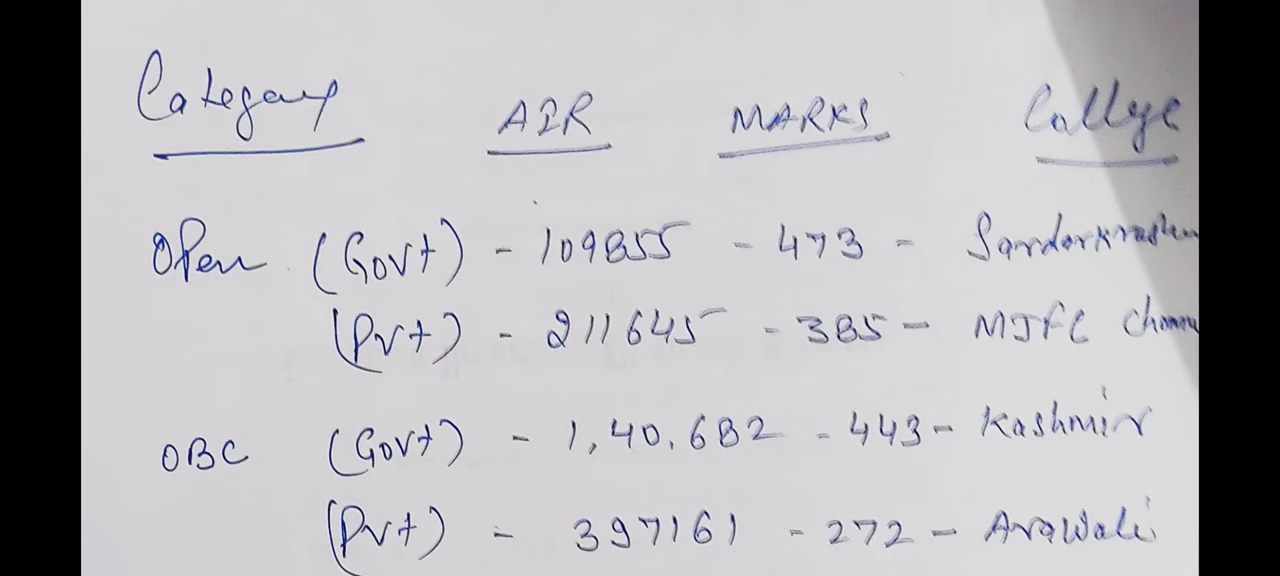 Category AIR MARKS College
Open (Govt) - 109855 - 473 -
(Pvt) - 211645 - 385 - MJFC
OBC (Govt) - 1,40,682 - 443 - Kashmir
(Pvt) - 397161 - 272 - Arawali